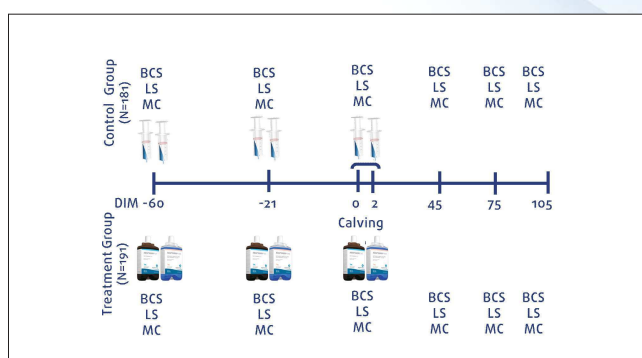 Control Group
(N=181)
BCS BCS BCS BCS BCS BCS
LS LS LS LS LS LS
MC MC MC MC MC MC
DIM -60 -21 0 2 45 75 105
Calving
Treatment Group
(N=191)
BCS BCS BCS BCS BCS BCS
LS LS LS LS LS LS
MC MC MC MC MC MC